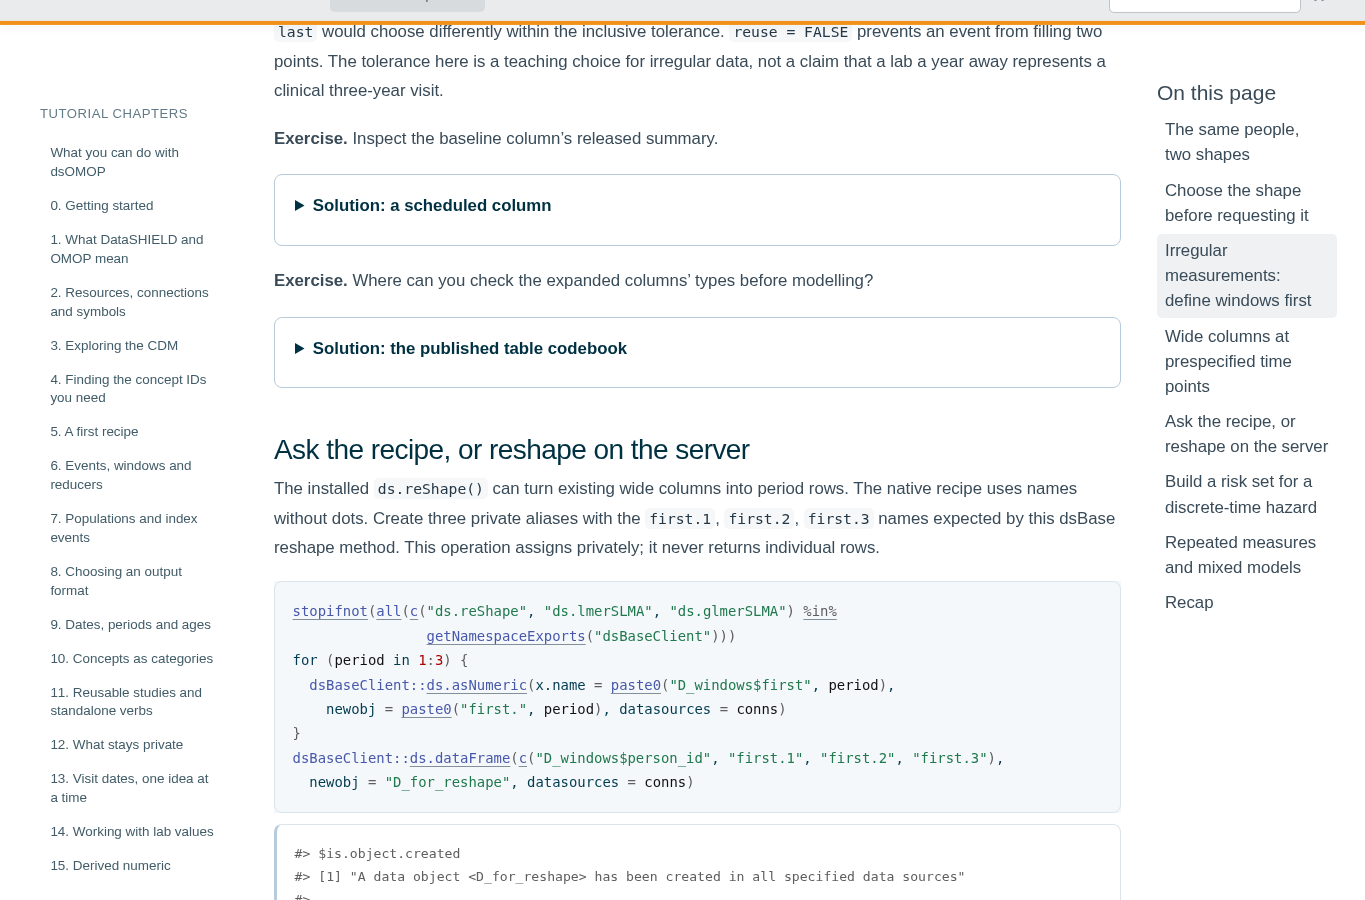 last would choose differently within the inclusive tolerance. reuse = FALSE prevents an event from filling two
points. The tolerance here is a teaching choice for irregular data, not a claim that a lab a year away represents a
clinical three-year visit.
Exercise. Inspect the baseline column’s released summary.
Solution: a scheduled column
Exercise. Where can you check the expanded columns’ types before modelling?
Solution: the published table codebook
Ask the recipe, or reshape on the server
The installed ds.reShape() can turn existing wide columns into period rows. The native recipe uses names
without dots. Create three private aliases with the first.1, first.2, first.3 names expected by this dsBase
reshape method. This operation assigns privately; it never returns individual rows.
stopifnot(all(c("ds.reShape", "ds.lmerSLMA", "ds.glmerSLMA") %in%
                getNamespaceExports("dsBaseClient")))
for (period in 1:3) {
  dsBaseClient::ds.asNumeric(x.name = paste0("D_windows$first", period),
    newobj = paste0("first.", period), datasources = conns)
}
dsBaseClient::ds.dataFrame(c("D_windows$person_id", "first.1", "first.2", "first.3"),
  newobj = "D_for_reshape", datasources = conns)
#> $is.object.created
#> [1] "A data object <D_for_reshape> has been created in all specified data sources"
#>
TUTORIAL CHAPTERS
What you can do with
dsOMOP
0. Getting started
1. What DataSHIELD and
OMOP mean
2. Resources, connections
and symbols
3. Exploring the CDM
4. Finding the concept IDs
you need
5. A first recipe
6. Events, windows and
reducers
7. Populations and index
events
8. Choosing an output
format
9. Dates, periods and ages
10. Concepts as categories
11. Reusable studies and
standalone verbs
12. What stays private
13. Visit dates, one idea at
a time
14. Working with lab values
15. Derived numeric
On this page
The same people,
two shapes
Choose the shape
before requesting it
Irregular
measurements:
define windows first
Wide columns at
prespecified time
points
Ask the recipe, or
reshape on the server
Build a risk set for a
discrete-time hazard
Repeated measures
and mixed models
Recap